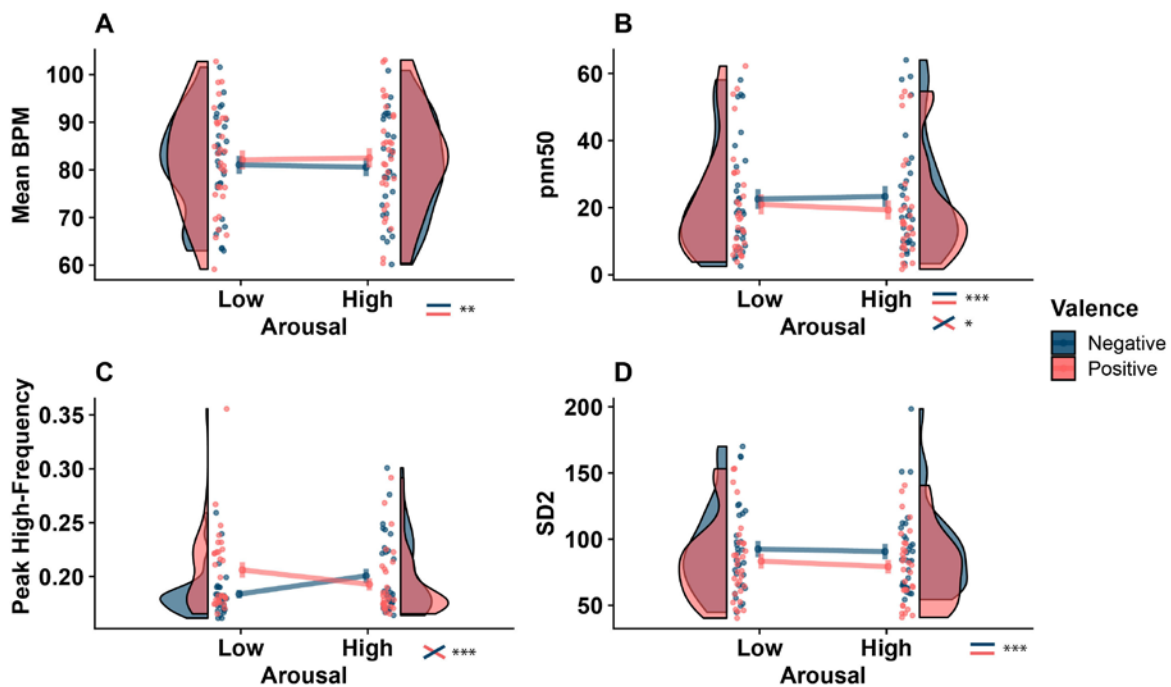 A
Mean BPM
100
90
80
70
60
Low High
Arousal
**
B
pnn50
60
40
20
0
Low High
Arousal
***
*
Valence
Negative
Positive
C
Peak High-Frequency
0.35
0.30
0.25
0.20
Low High
Arousal
***
D
SD2
200
150
100
50
Low High
Arousal
***